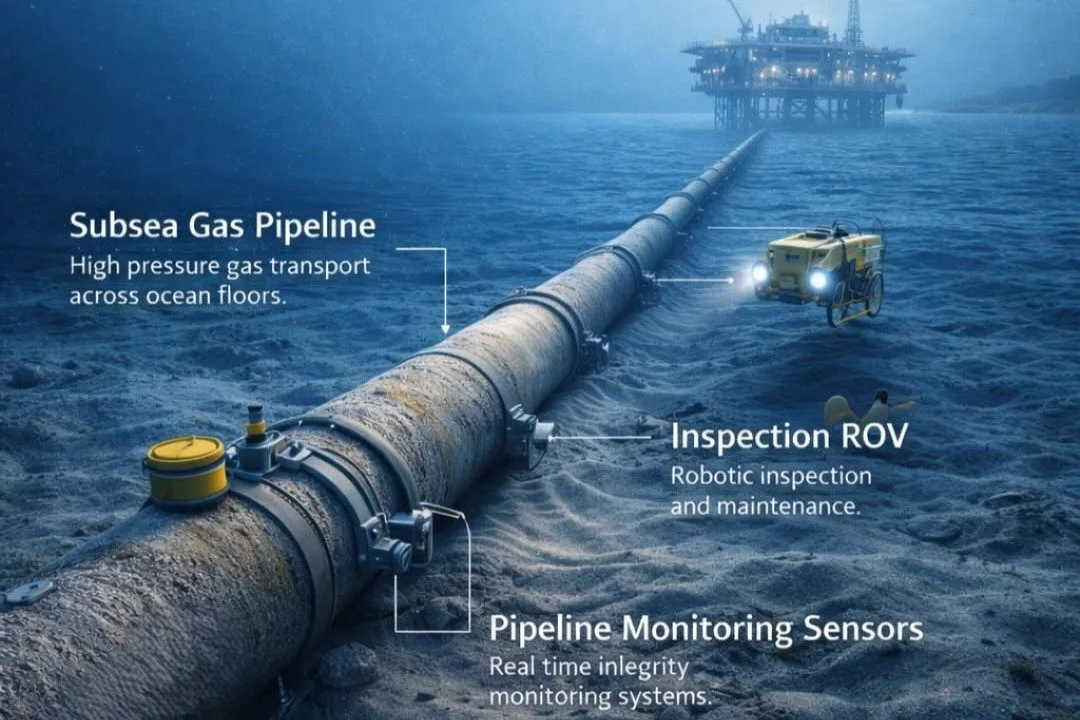 Subsea Gas Pipeline
High pressure gas transport
across ocean floors.
Inspection ROV
Robotic inspection
and maintenance.
Pipeline Monitoring Sensors
Real time inlegrity
monitoring systems.